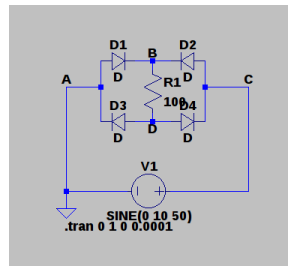 D1 B D2
D D
A C
R1
100
D3 D4
D D D
V1
SINE(0 10 50)
.tran 0 1 0 0.0001